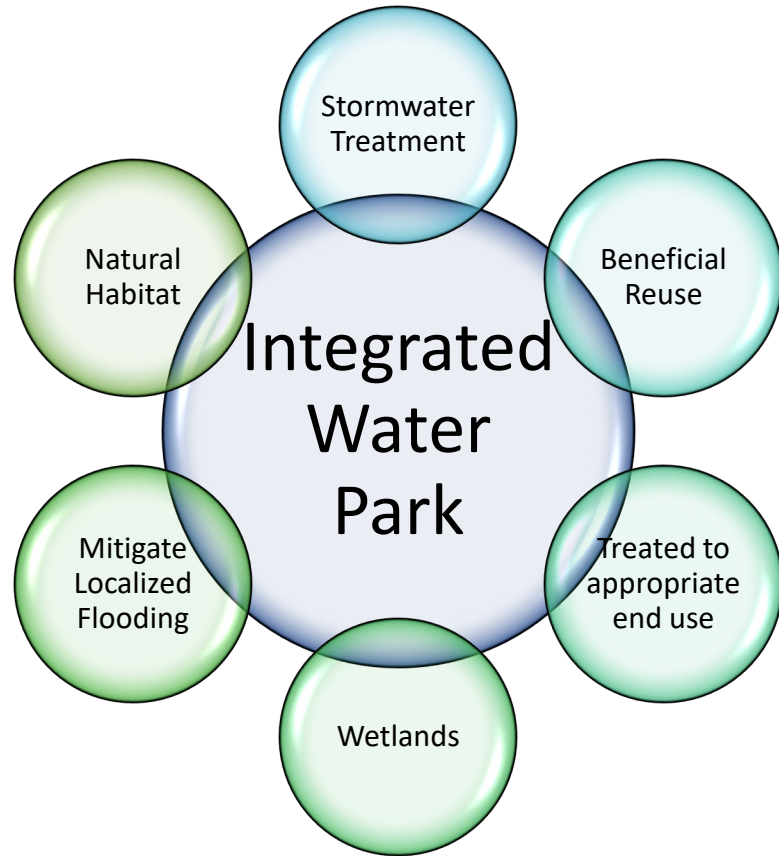 Stormwater
Treatment
Natural
Habitat
Beneficial
Reuse
Integrated
Water
Park
Mitigate
Localized
Flooding
Treated to
appropriate
end use
Wetlands